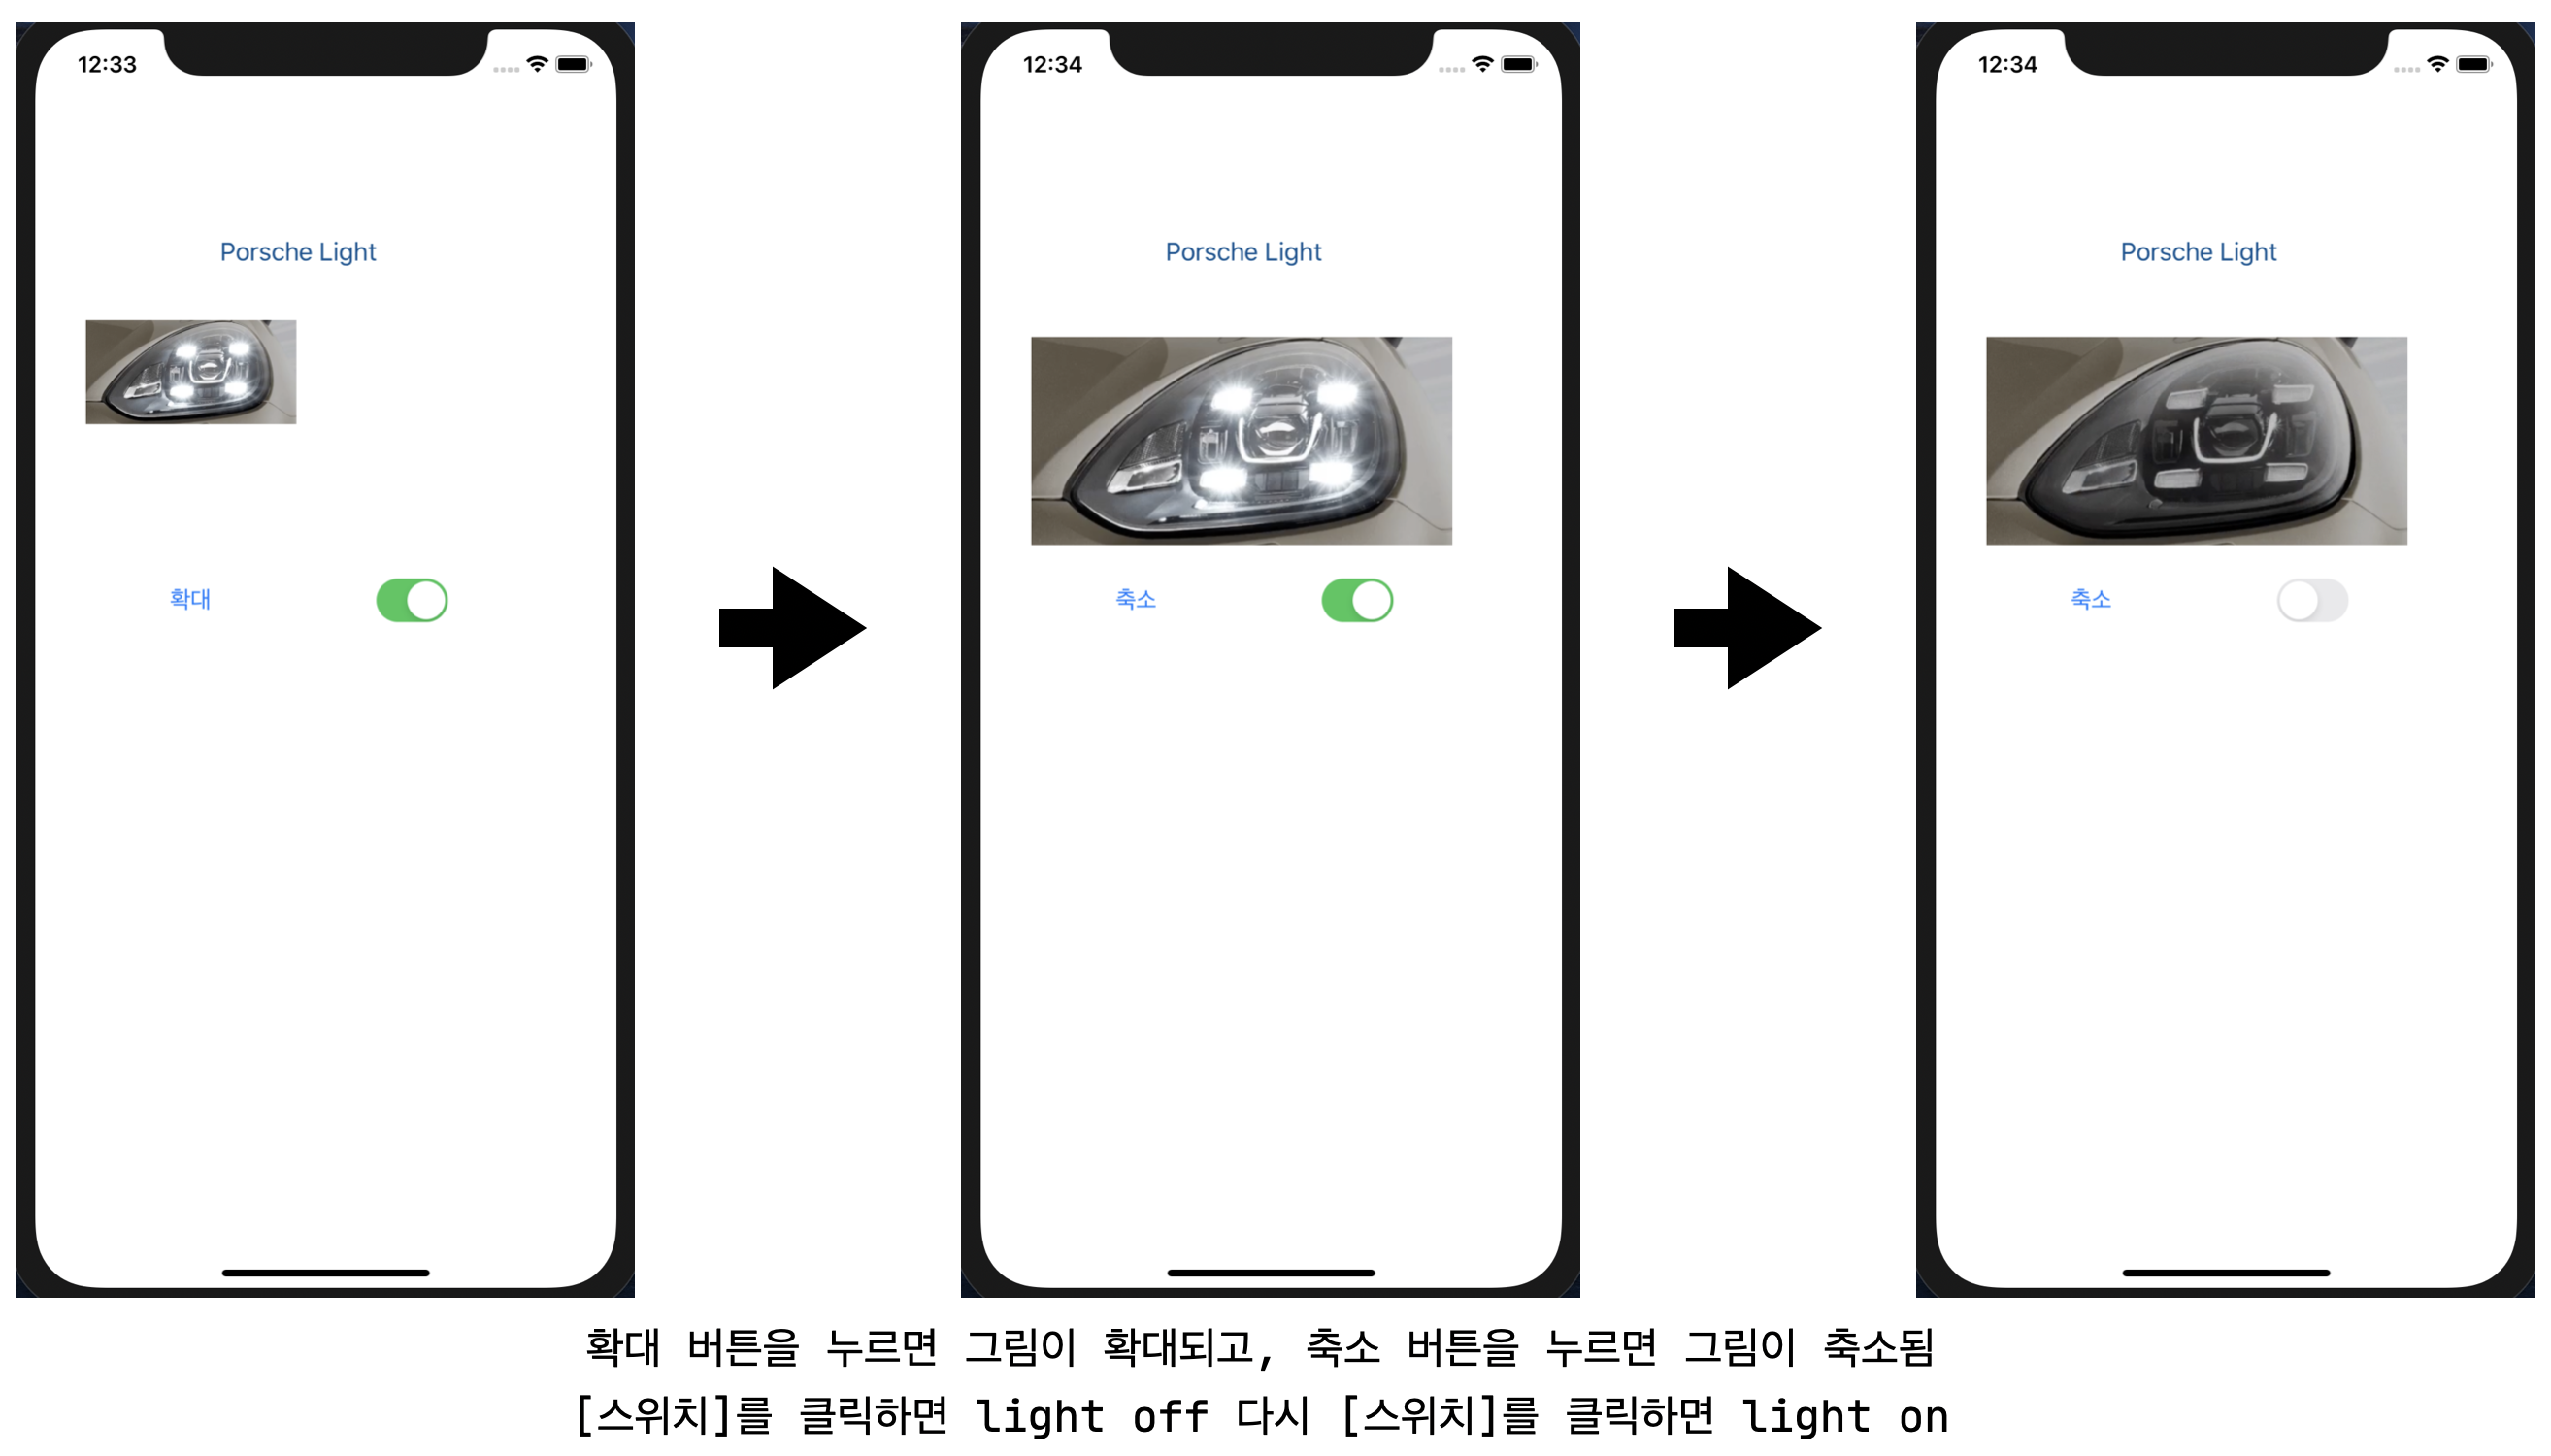 12:33
Porsche Light
확대
12:34
Porsche Light
축소
12:34
Porsche Light
축소
확대 버튼을 누르면 그림이 확대되고, 축소 버튼을 누르면 그림이 축소됨
[스위치]를 클릭하면 light off 다시 [스위치]를 클릭하면 light on